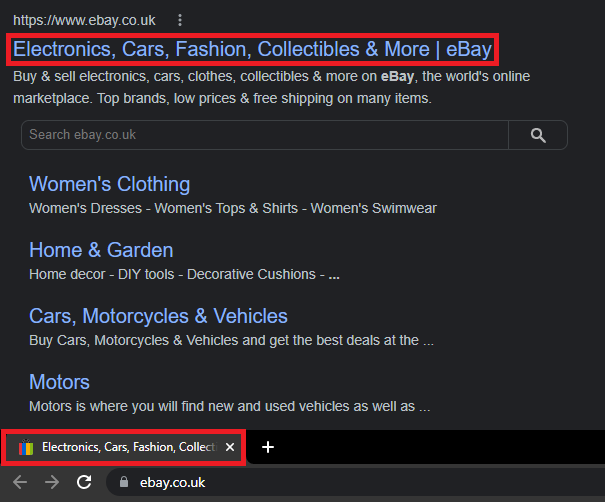 https://www.ebay.co.uk
Electronics, Cars, Fashion, Collectibles & More | eBay
Buy & sell electronics, cars, clothes, collectibles & more on eBay, the world's online
marketplace. Top brands, low prices & free shipping on many items.
Search ebay.co.uk
Women's Clothing
Women's Dresses - Women's Tops & Shirts - Women's Swimwear
Home & Garden
Home decor - DIY tools - Decorative Cushions - ...
Cars, Motorcycles & Vehicles
Buy Cars, Motorcycles & Vehicles and get the best deals at the ...
Motors
Motors is where you will find new and used vehicles as well as ...
Electronics, Cars, Fashion, Collecti
ebay.co.uk